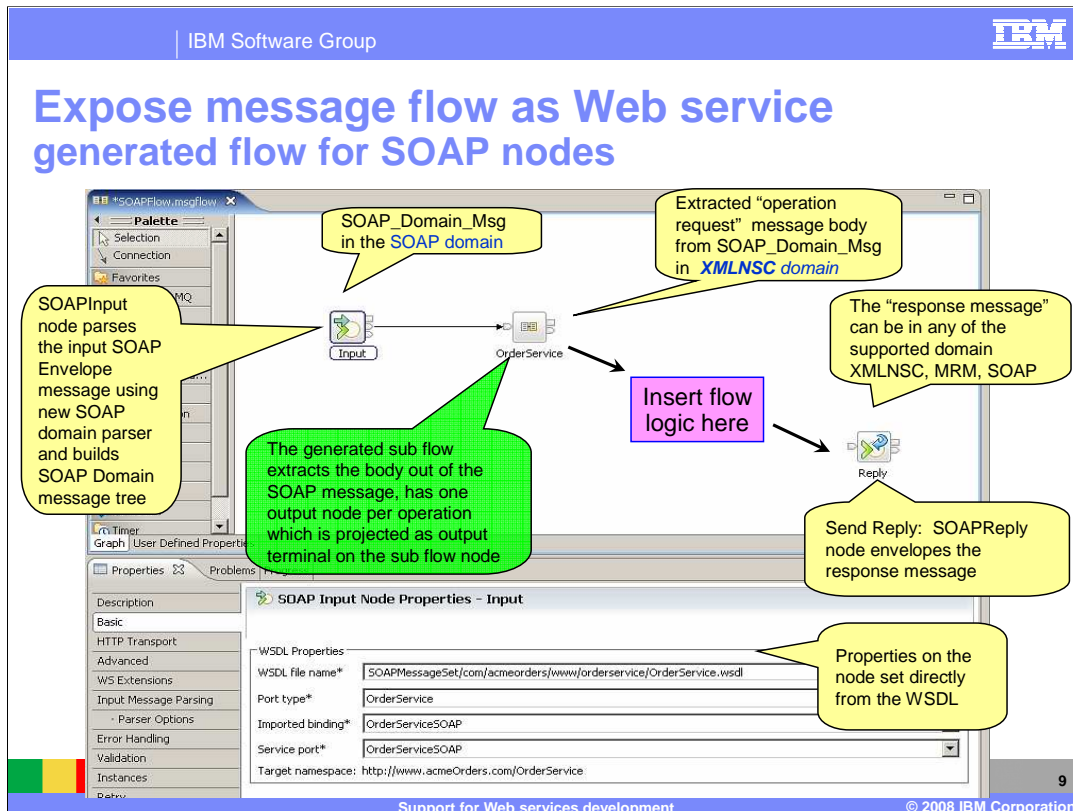 IBM Software Group
IBM
Expose message flow as Web service
generated flow for SOAP nodes
*SOAPFlow.msgflow
Palette
Selection
Connection
Favorites
MQ
Timer
Graph
User Defined Properties
SOAPInput
node parses
the input SOAP
Envelope
message using
new SOAP
domain parser
and builds
SOAP Domain
message tree
SOAP_Domain_Msg
in the SOAP domain
Extracted “operation
request” message body
from SOAP_Domain_Msg
in XMLNSC domain
The “response message”
can be in any of the
supported domain
XMLNSC, MRM, SOAP
Input
OrderService
Insert flow
logic here
Reply
The generated sub flow
extracts the body out of the
SOAP message, has one
output node per operation
which is projected as output
terminal on the sub flow node
Send Reply: SOAPReply
node envelopes the
response message
Properties
Problems
Progress
Description
Basic
HTTP Transport
Advanced
WS Extensions
Input Message Parsing
- Parser Options
Error Handling
Validation
Instances
Retry
SOAP Input Node Properties - Input
WSDL Properties
WSDL file name* SOAPMessageSet/com/acmeorders/www/orderservice/OrderService.wsdl
Port type* OrderService
Imported binding* OrderServiceSOAP
Service port* OrderServiceSOAP
Target namespace: http://www.acmeOrders.com/OrderService
Properties on the
node set directly
from the WSDL
9
Support for Web services development
© 2008 IBM Corporation